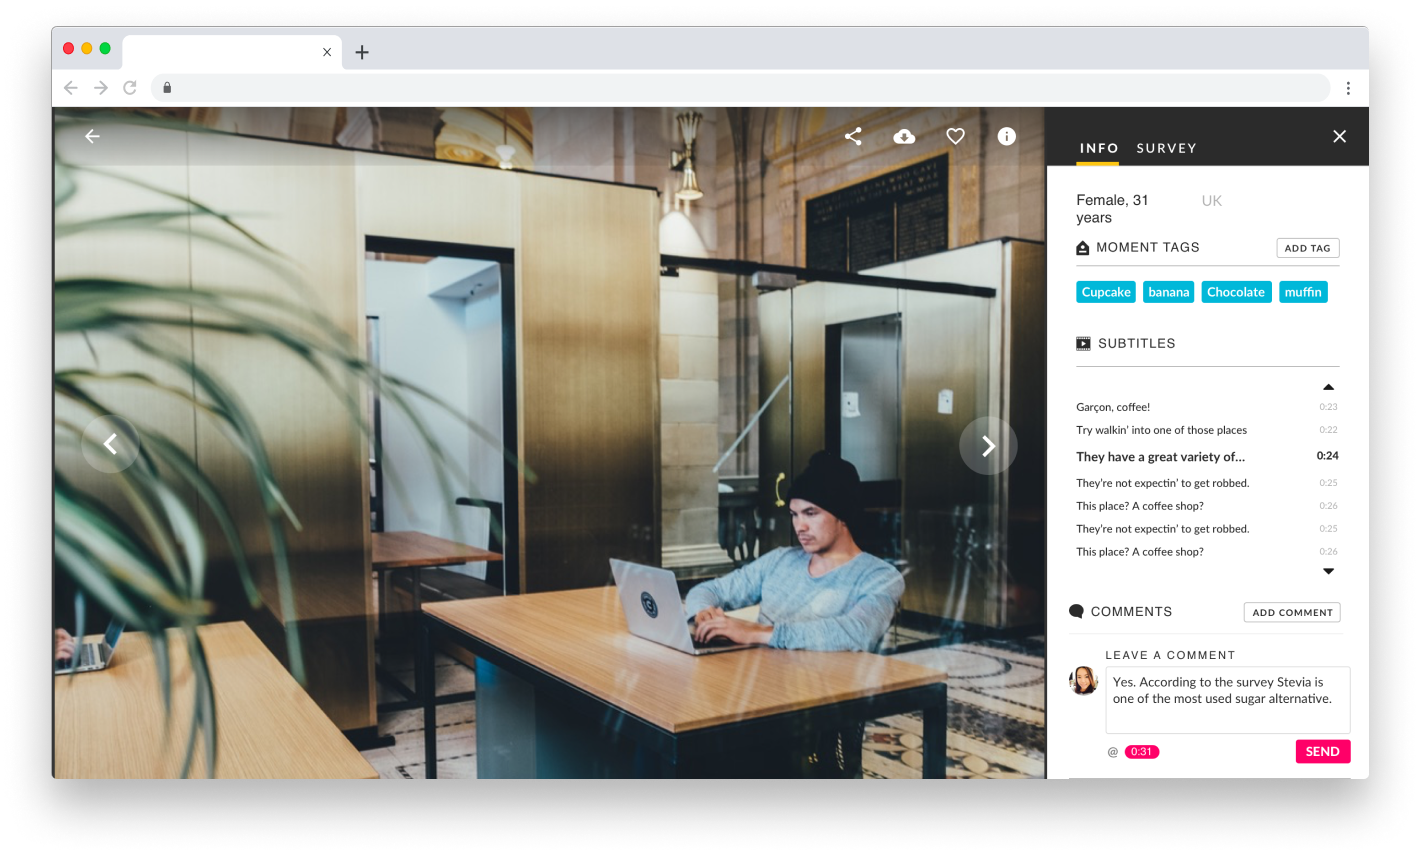 INFO SURVEY
Female, 31
years
UK
MOMENT TAGS
ADD TAG
Cupcake banana Chocolate muffin
SUBTITLES
Garçon, coffee! 0:23
Try walkin’ into one of those places 0:22
They have a great variety of... 0:24
They’re not expectin’ to get robbed. 0:25
This place? A coffee shop? 0:26
They’re not expectin’ to get robbed. 0:25
This place? A coffee shop? 0:26
COMMENTS
ADD COMMENT
LEAVE A COMMENT
Yes. According to the survey Stevia is
one of the most used sugar alternative.
@ 0:31 SEND